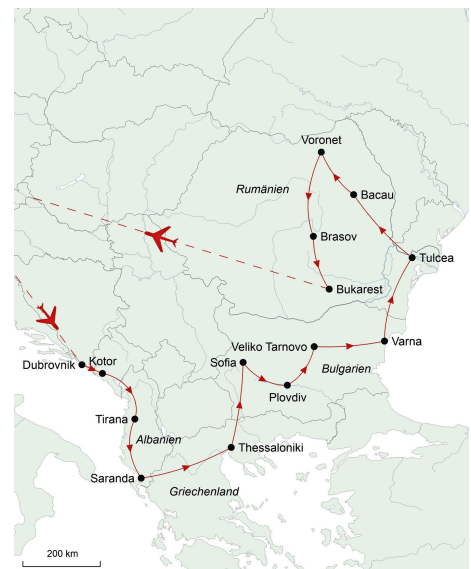 Voronet
Rumänien
Bacau
Brasov
Tulcea
Bukarest
Veliko Tarnovo
Varna
Dubrovnik
Kotor
Sofia
Bulgarien
Plovdiv
Tirana
Albanien
Thessaloniki
Saranda
Griechenland
200 km